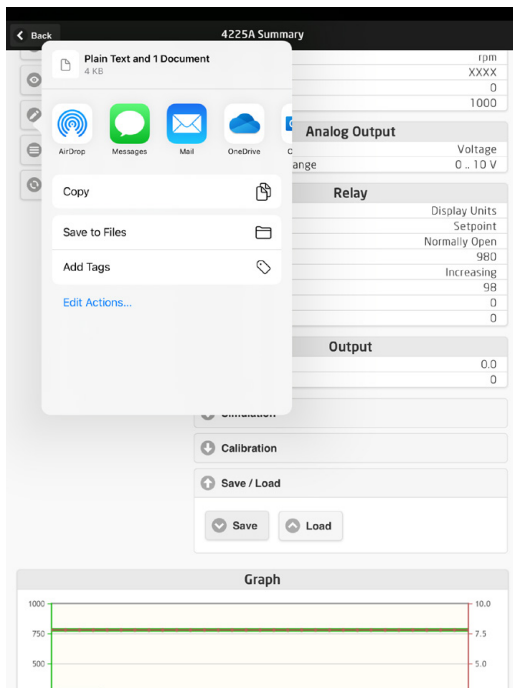 Back
4225A Summary
Plain Text and 1 Document
4 KB
AirDrop
Messages
Mail
OneDrive
Copy
Save to Files
Add Tags
Edit Actions...
rpm
XXXX
0
1000
Analog Output
Voltage
ange 0 .. 10 V
Relay
Display Units
Setpoint
Normally Open
980
Increasing
98
0
0
Output
0.0
0
Calibration
Save / Load
Save
Load
Graph
1000
10.0
750
7.5
500
5.0